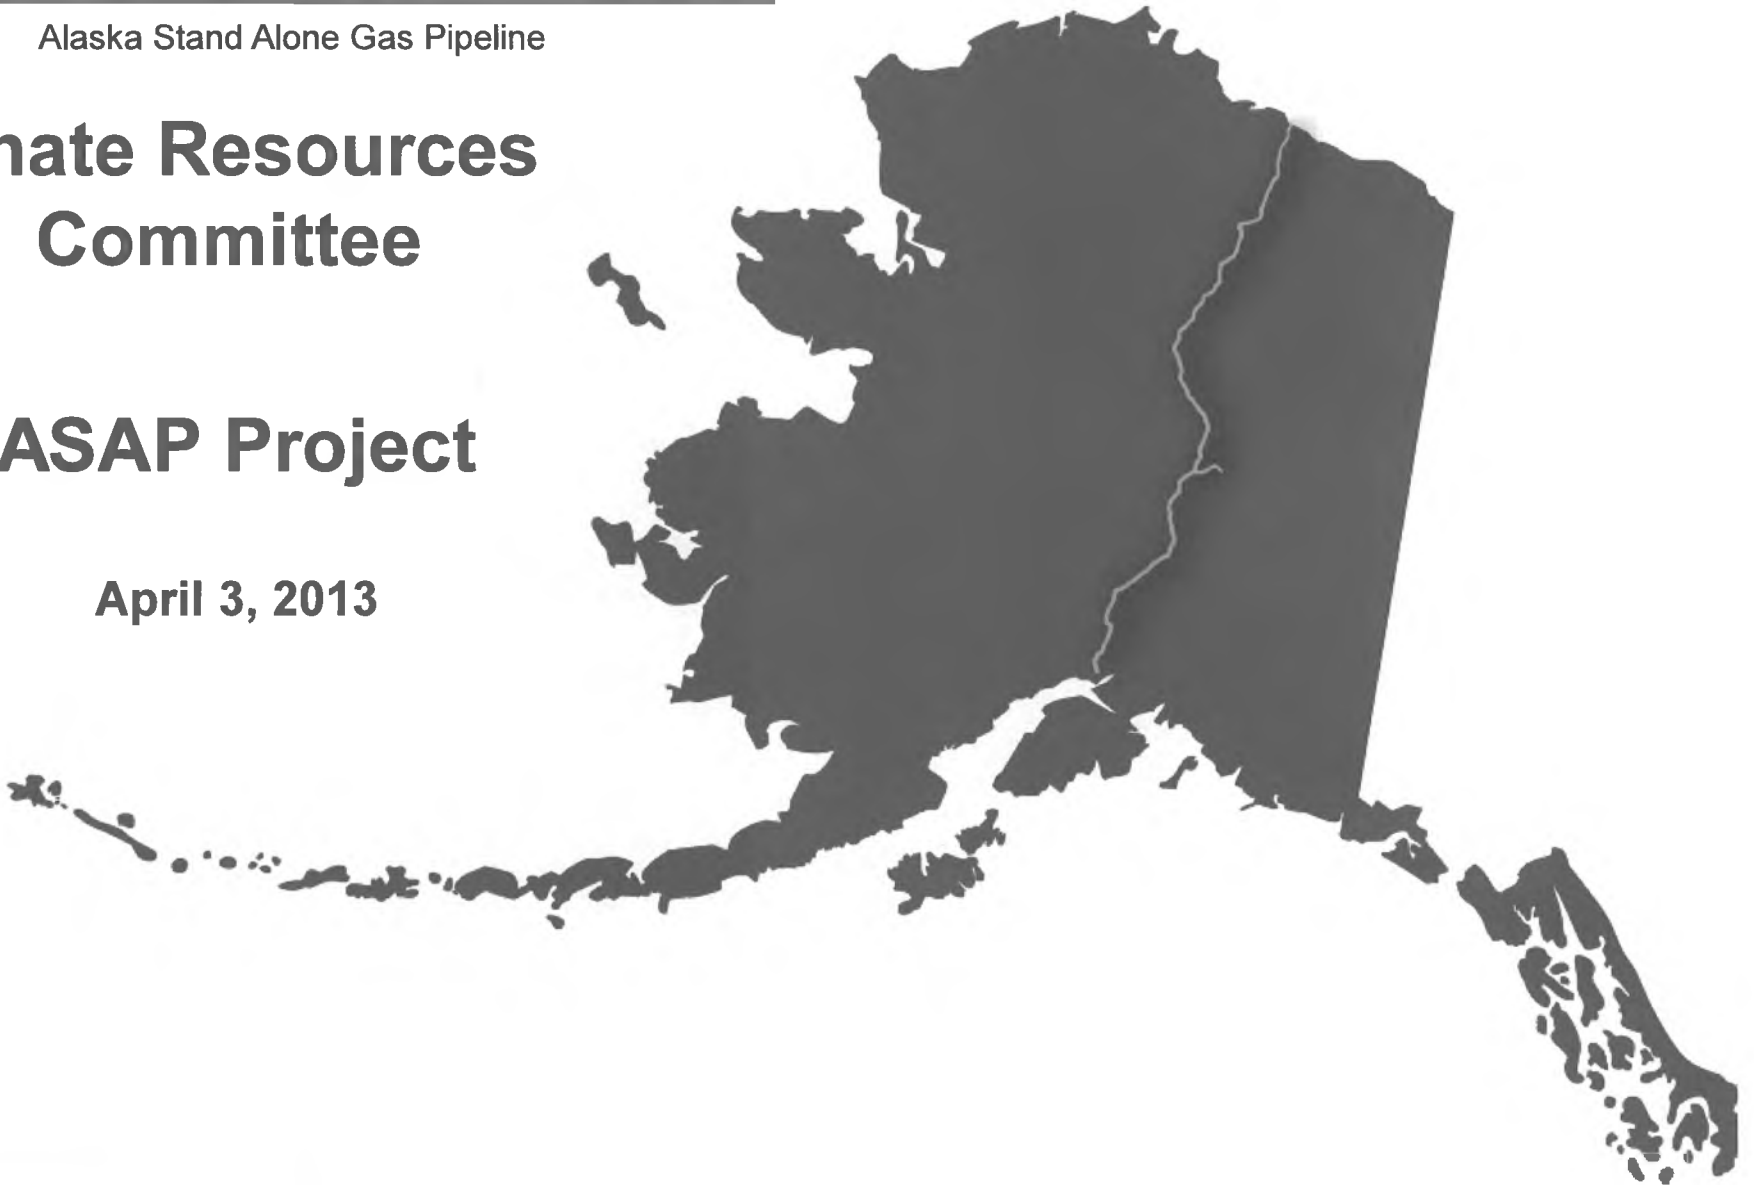 Alaska Stand Alone Gas Pipeline
nate Resources
Committee
ASAP Project
April 3, 2013